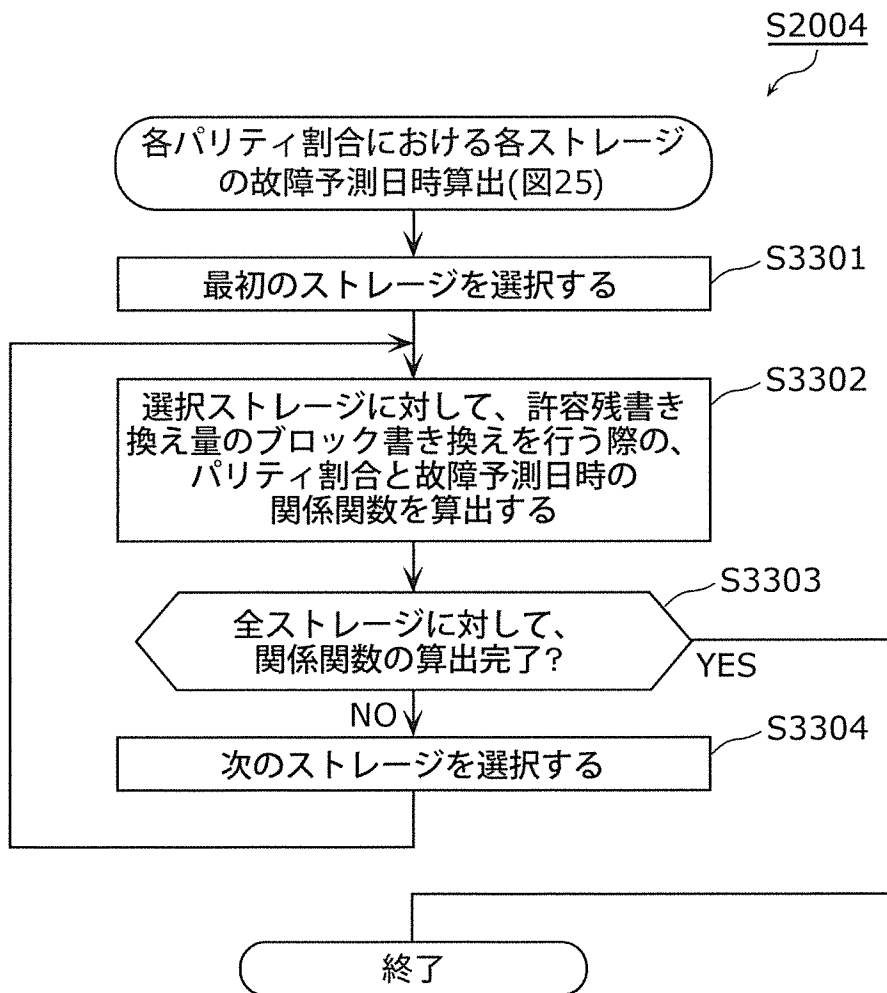 S2004
各パリティ割合における各ストレージ
の故障予測日時算出(図25)
S3301
最初のストレージを選択する
S3302
選択ストレージに対して、許容残書き
換え量のブロック書き換えを行う際の、
パリティ割合と故障予測日時の
関係関数を算出する
S3303
全ストレージに対して、
関係関数の算出完了?
YES
NO
S3304
次のストレージを選択する
終了